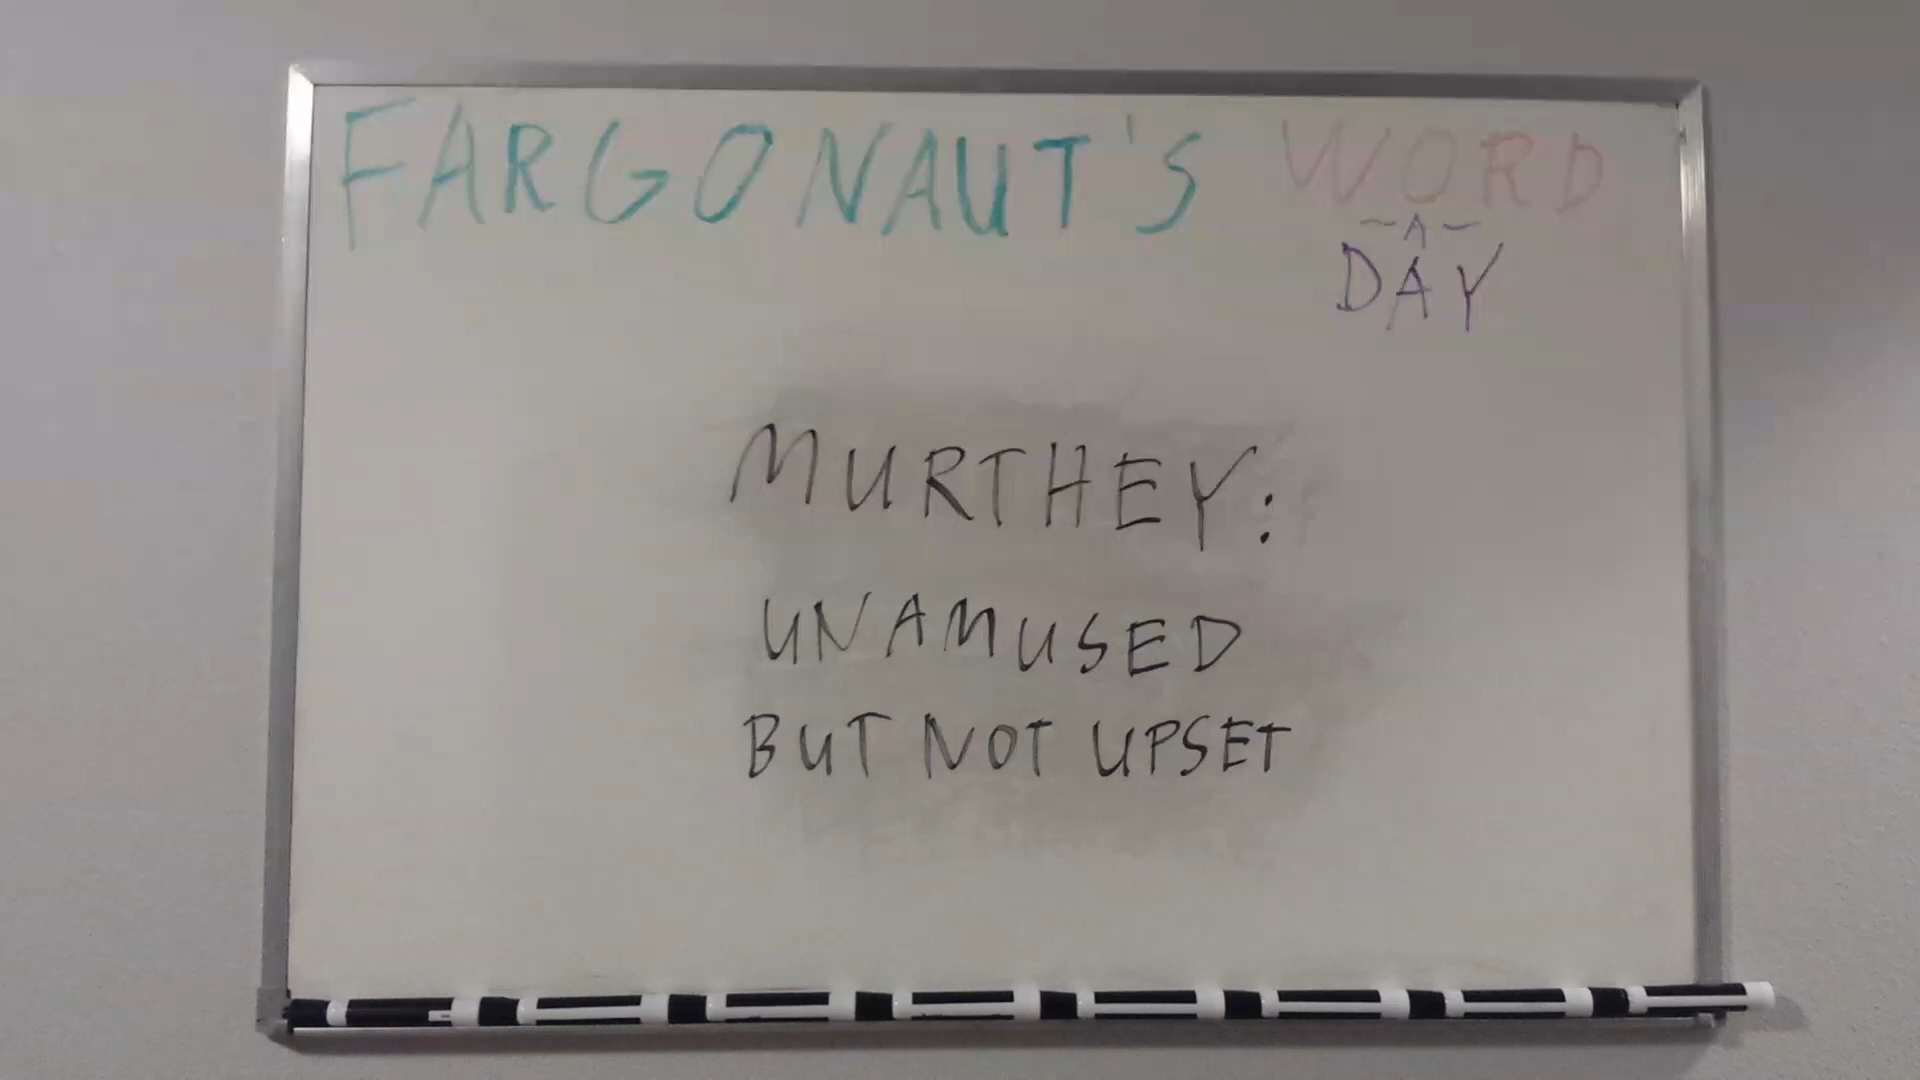 FARGONAUT'S WORD
-A-
DAY
MURTHEY:
UNAMUSED
BUT NOT UPSET